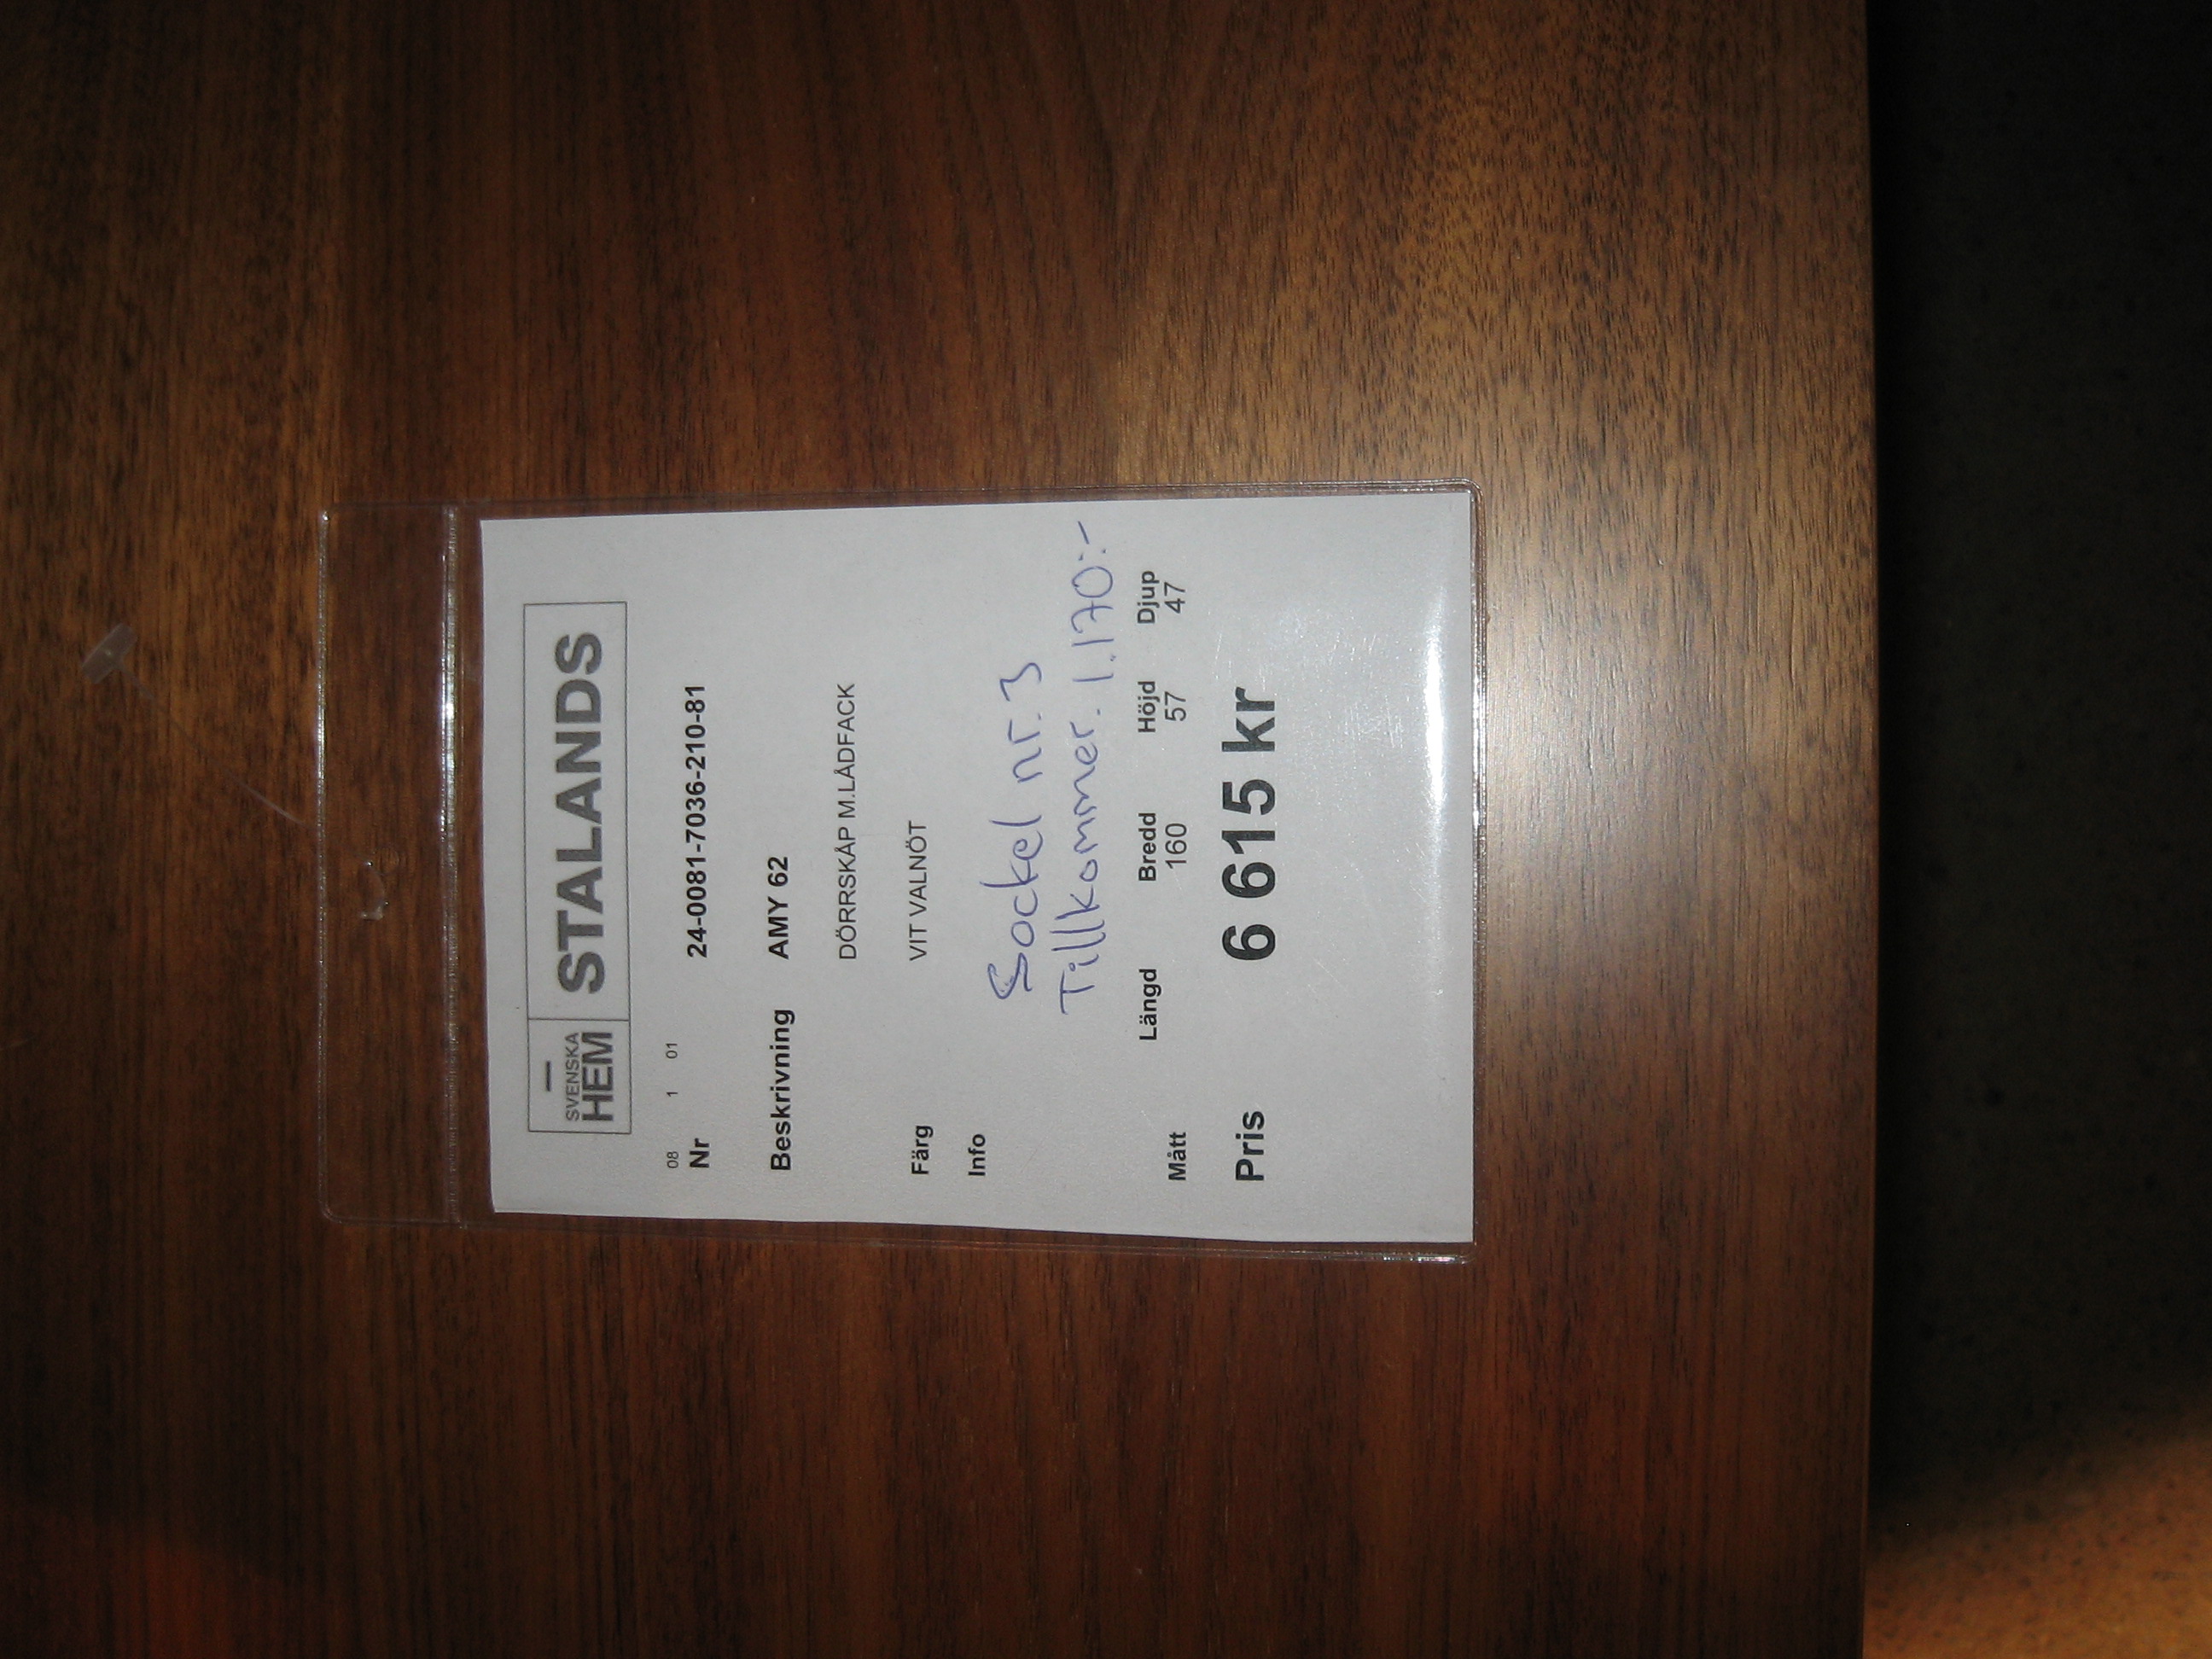 SVENSKA
HEM STALANDS
08 1 01
Nr 24-0081-7036-210-81
Beskrivning AMY 62
DÖRRSKÅP M.LÅDFACK
Färg VIT VALNÖT
Info
Sockel nr.3
Tillkommer. 1.170:-
Längd Bredd Höjd Djup
Mått 160 57 47
Pris 6 615 kr